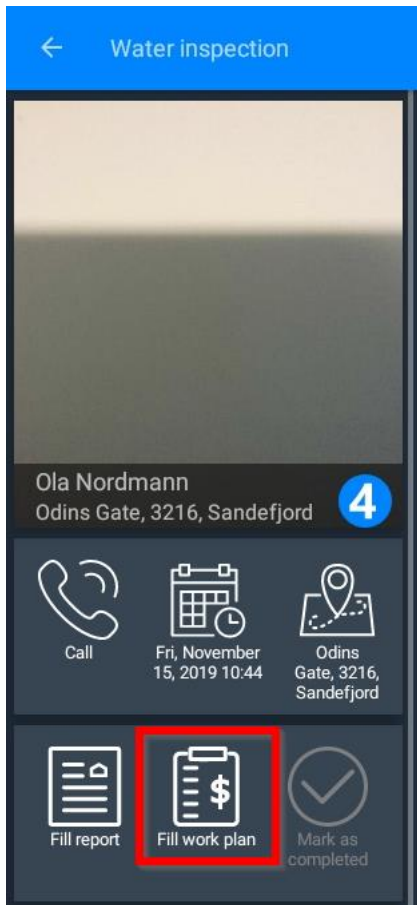 Water inspection
Ola Nordmann
Odins Gate, 3216, Sandefjord
4
Call
Fri, November
15, 2019 10:44
Odins
Gate, 3216,
Sandefjord
Fill report
$
Fill work plan
Mark as
completed